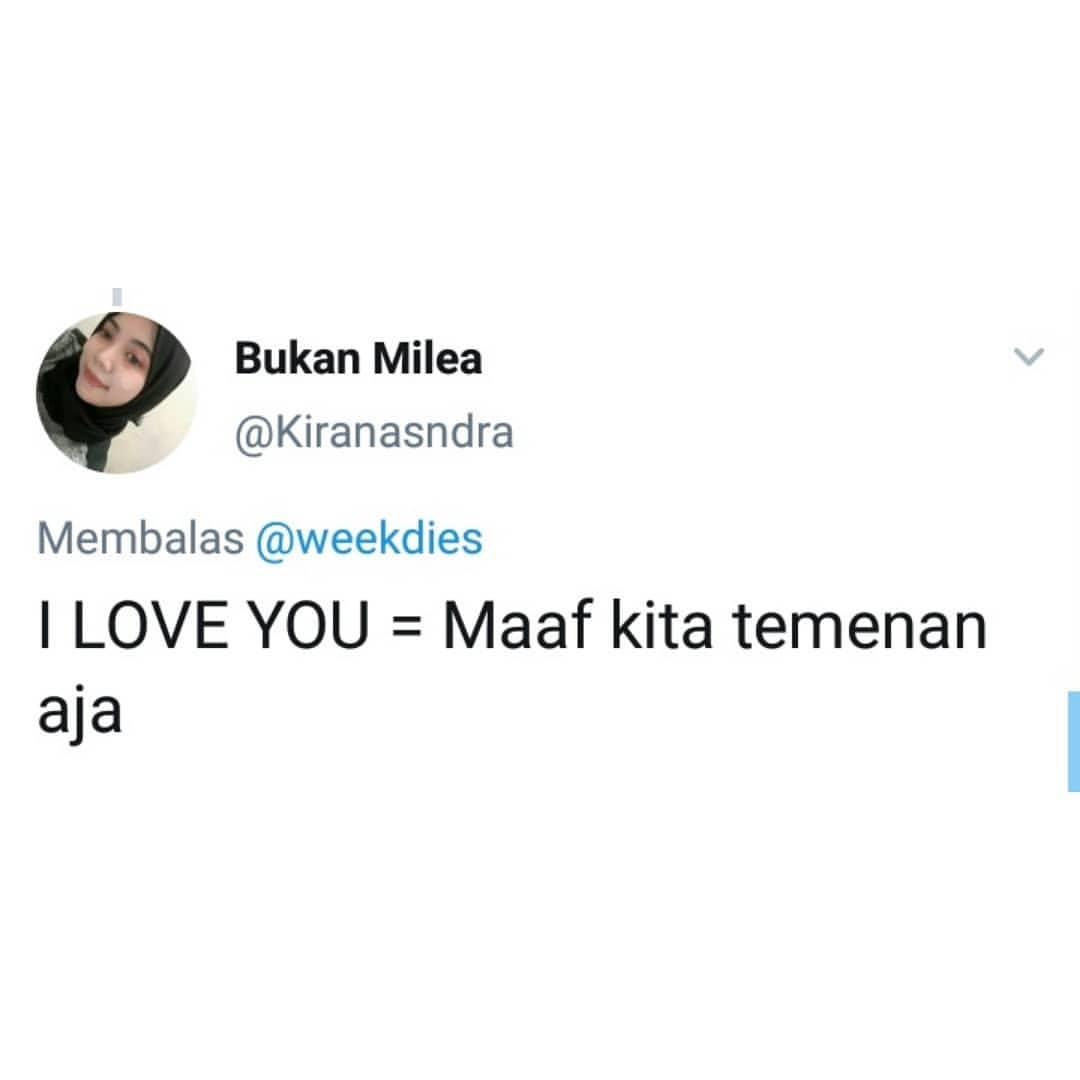 Bukan Milea
@Kiranasndra
Membalas @weekdies
I LOVE YOU = Maaf kita temenan
aja